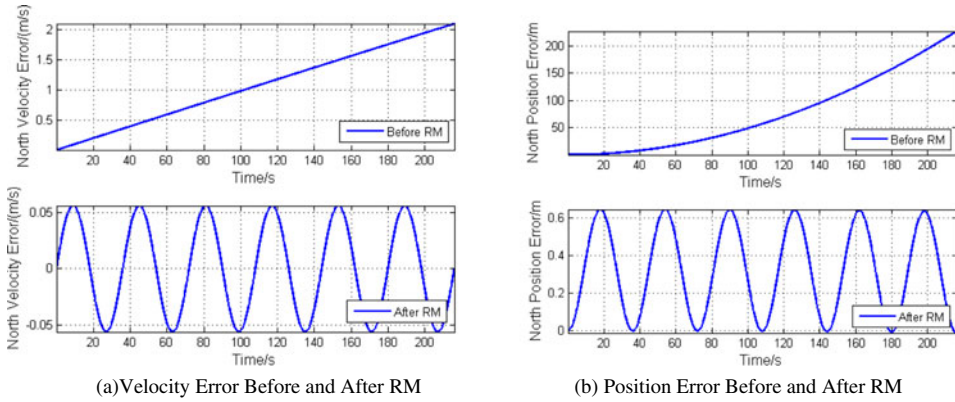 North Velocity Error/(m/s)
2
1.5
1
0.5
Before RM
20 40 60 80 100 120 140 160 180 200
Time/s
North Velocity Error/(m/s)
0.05
0
-0.05
After RM
20 40 60 80 100 120 140 160 180 200
Time/s
(a)Velocity Error Before and After RM
North Position Error/m
200
150
100
50
Before RM
20 40 60 80 100 120 140 160 180 200
Time/s
North Position Error/m
0.6
0.4
0.2
0
After RM
20 40 60 80 100 120 140 160 180 200
Time/s
(b) Position Error Before and After RM